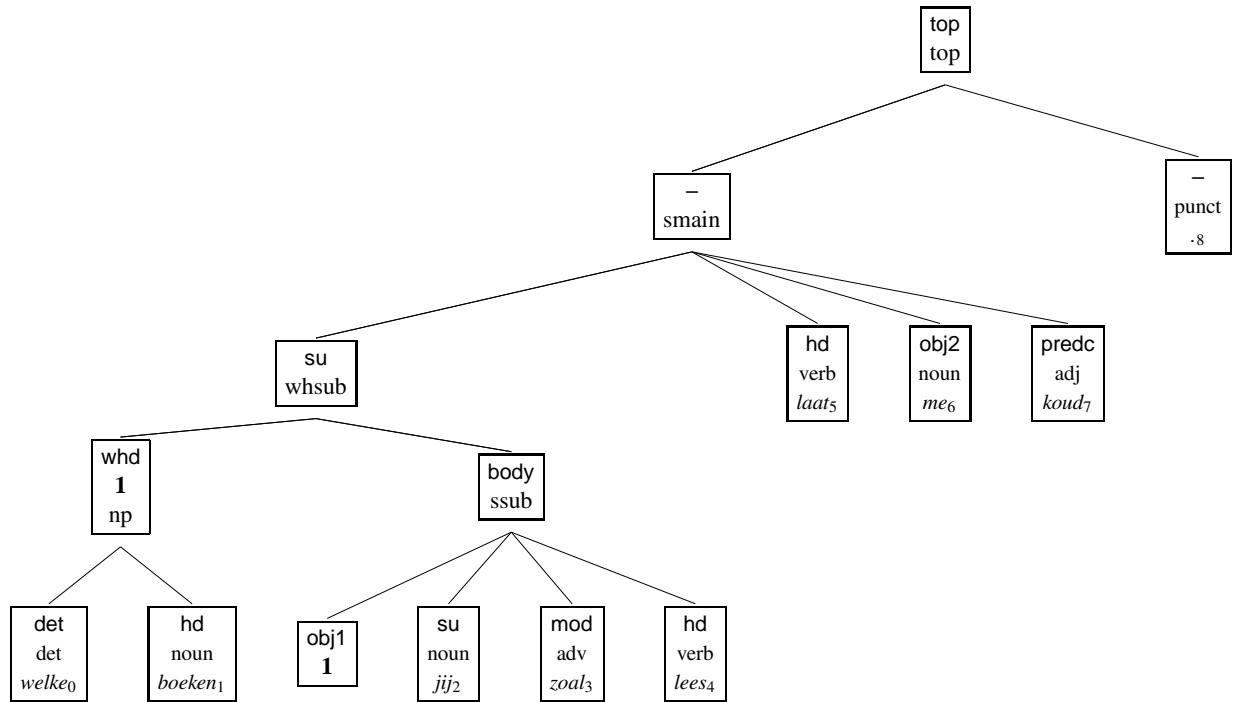 top
top
–
smain
–
punct
.8
su
whsub
hd
verb
laat5
obj2
noun
me6
predc
adj
koud7
whd
1
np
body
ssub
det
det
welke0
hd
noun
boeken1
obj1
1
su
noun
jij2
mod
adv
zoal3
hd
verb
lees4